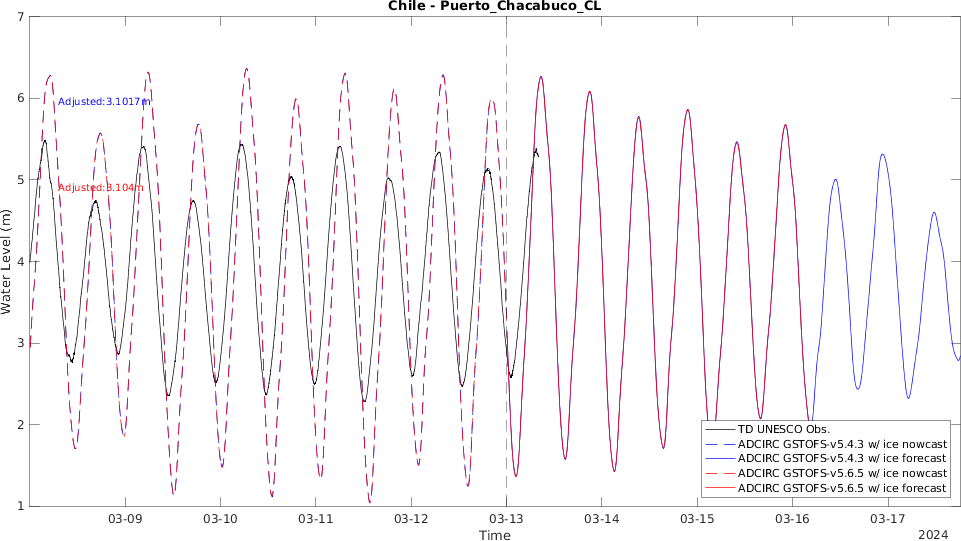 Chile - Puerto_Chacabuco_CL
7
6
5
4
3
2
1
Water Level (m)
Adjusted:3.1017m
Adjusted:3.104m
TD UNESCO Obs.
ADCIRC GSTOFS-v5.4.3 w/ ice nowcast
ADCIRC GSTOFS-v5.4.3 w/ ice forecast
ADCIRC GSTOFS-v5.6.5 w/ ice nowcast
ADCIRC GSTOFS-v5.6.5 w/ ice forecast
03-09 03-10 03-11 03-12 03-13 03-14 03-15 03-16 03-17
Time
2024